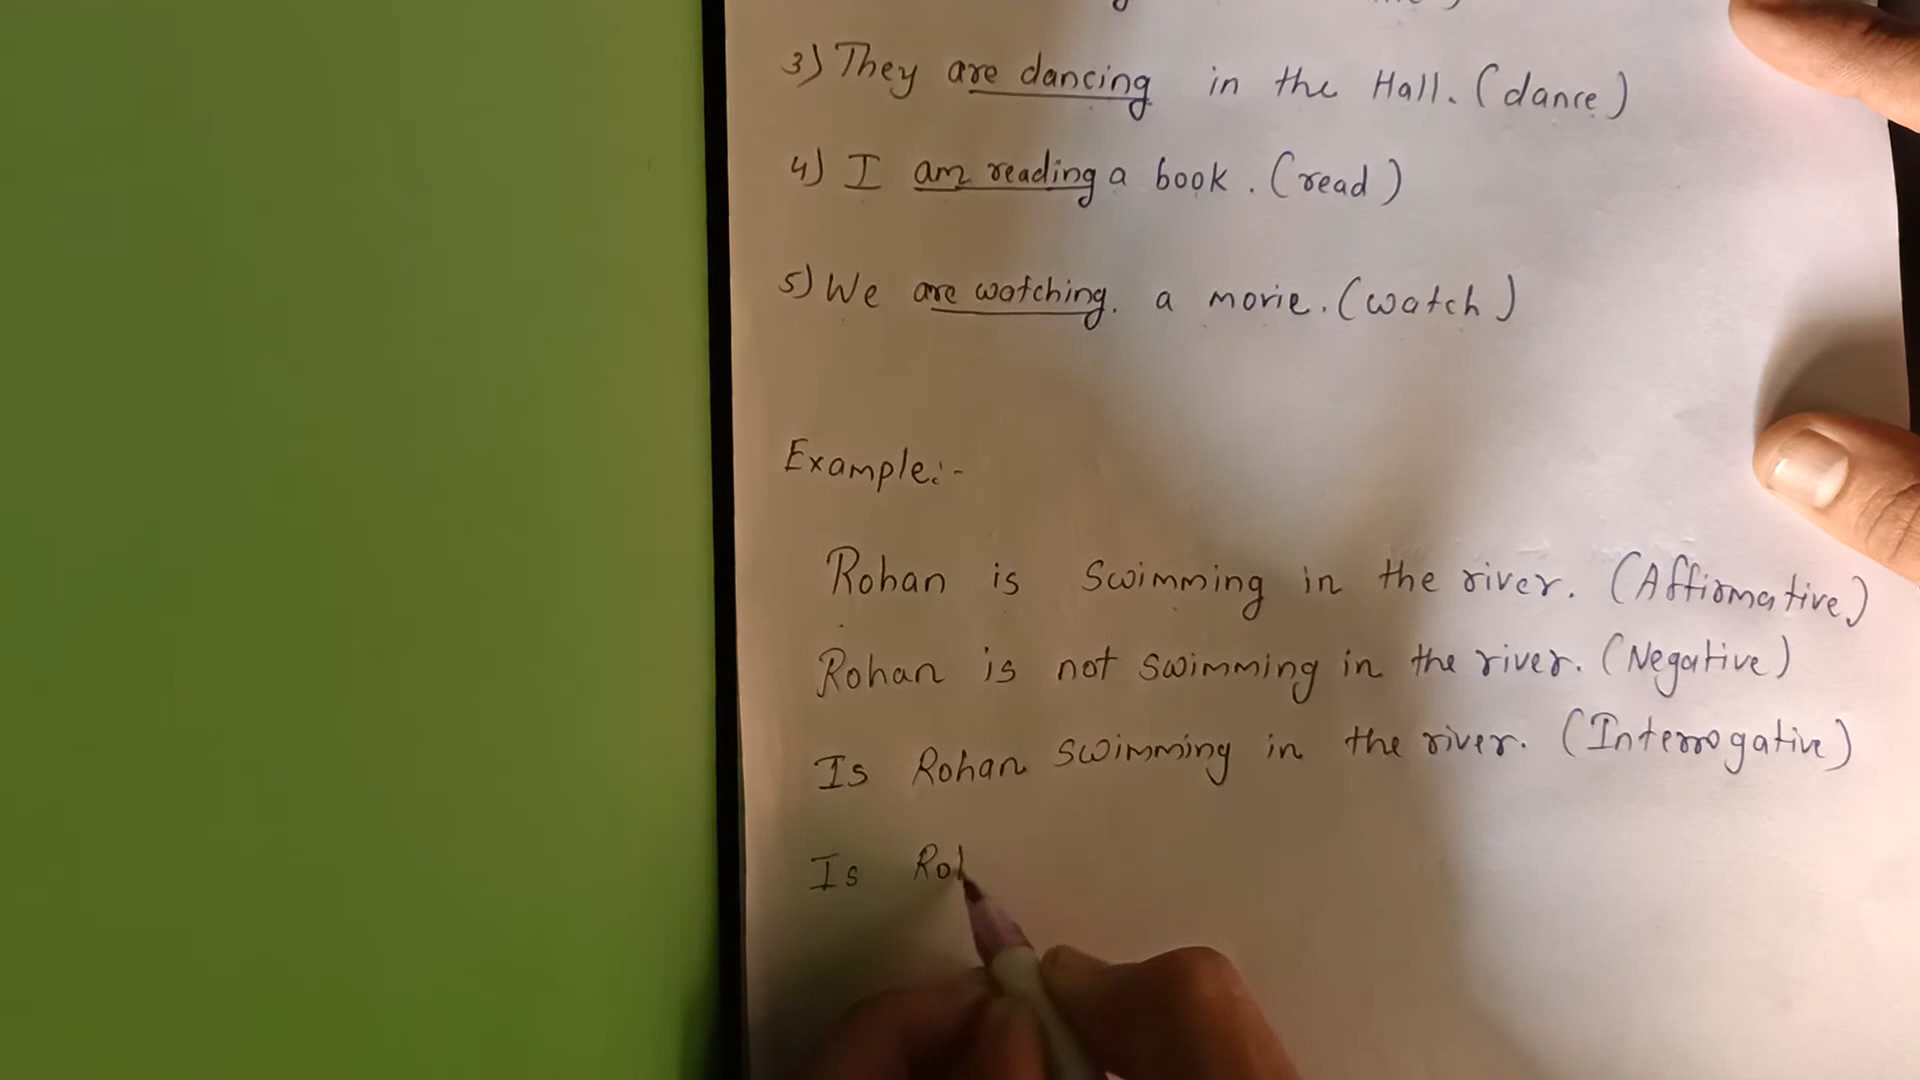 3) They are dancing in the Hall. (dance)
4) I am reading a book. (read)
5) We are watching. a movie. (watch)
Example:-
Rohan is Swimming in the river. (Affirmative)
Rohan is not swimming in the river. (Negative)
Is Rohan swimming in the river. (Interrogative)
Is Roh